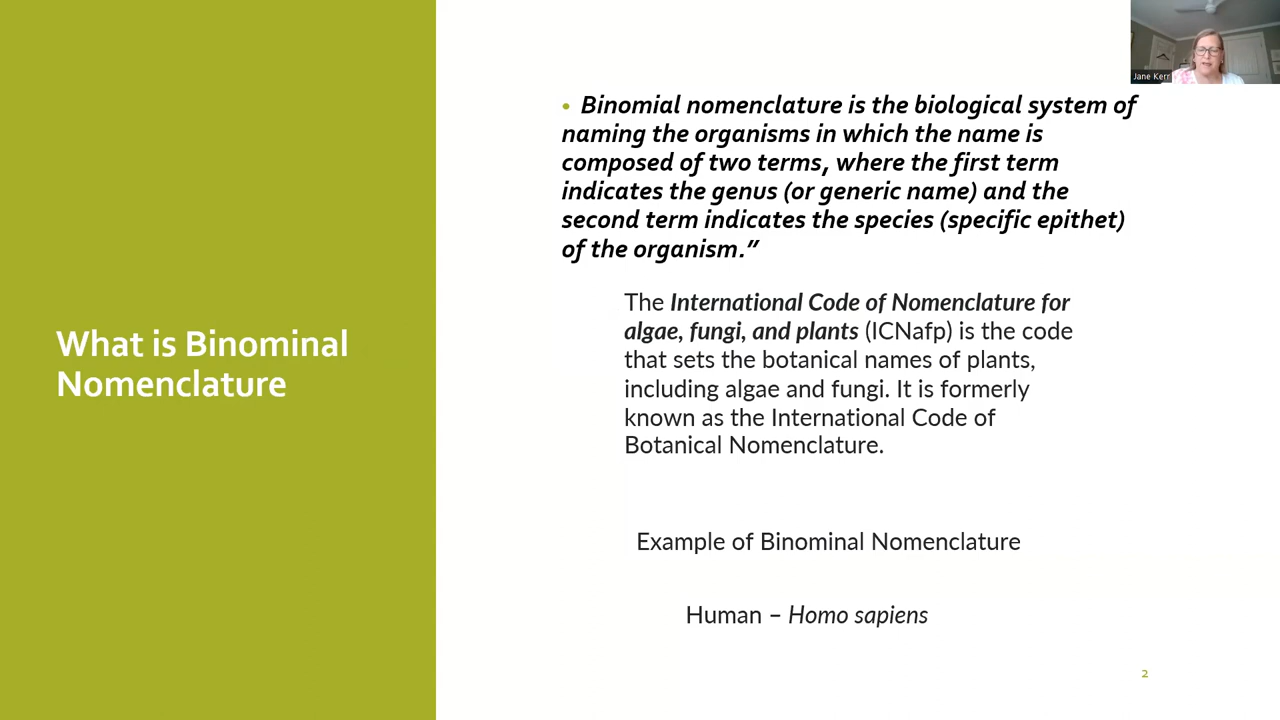 Jane Kerr
What is Binominal
Nomenclature
• Binomial nomenclature is the biological system of
naming the organisms in which the name is
composed of two terms, where the first term
indicates the genus (or generic name) and the
second term indicates the species (specific epithet)
of the organism.”
The International Code of Nomenclature for
algae, fungi, and plants (ICNafp) is the code
that sets the botanical names of plants,
including algae and fungi. It is formerly
known as the International Code of
Botanical Nomenclature.
Example of Binominal Nomenclature
Human – Homo sapiens
2